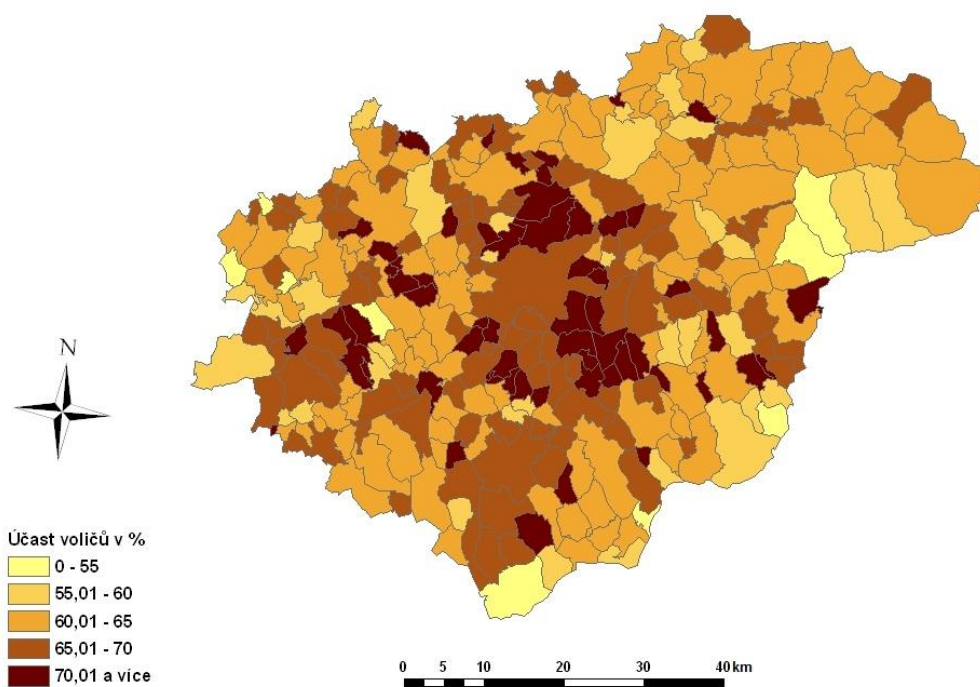 N
Účast voličů v %
0 - 55
55,01 - 60
60,01 - 65
65,01 - 70
70,01 a více
0 5 10 20 30 40 km